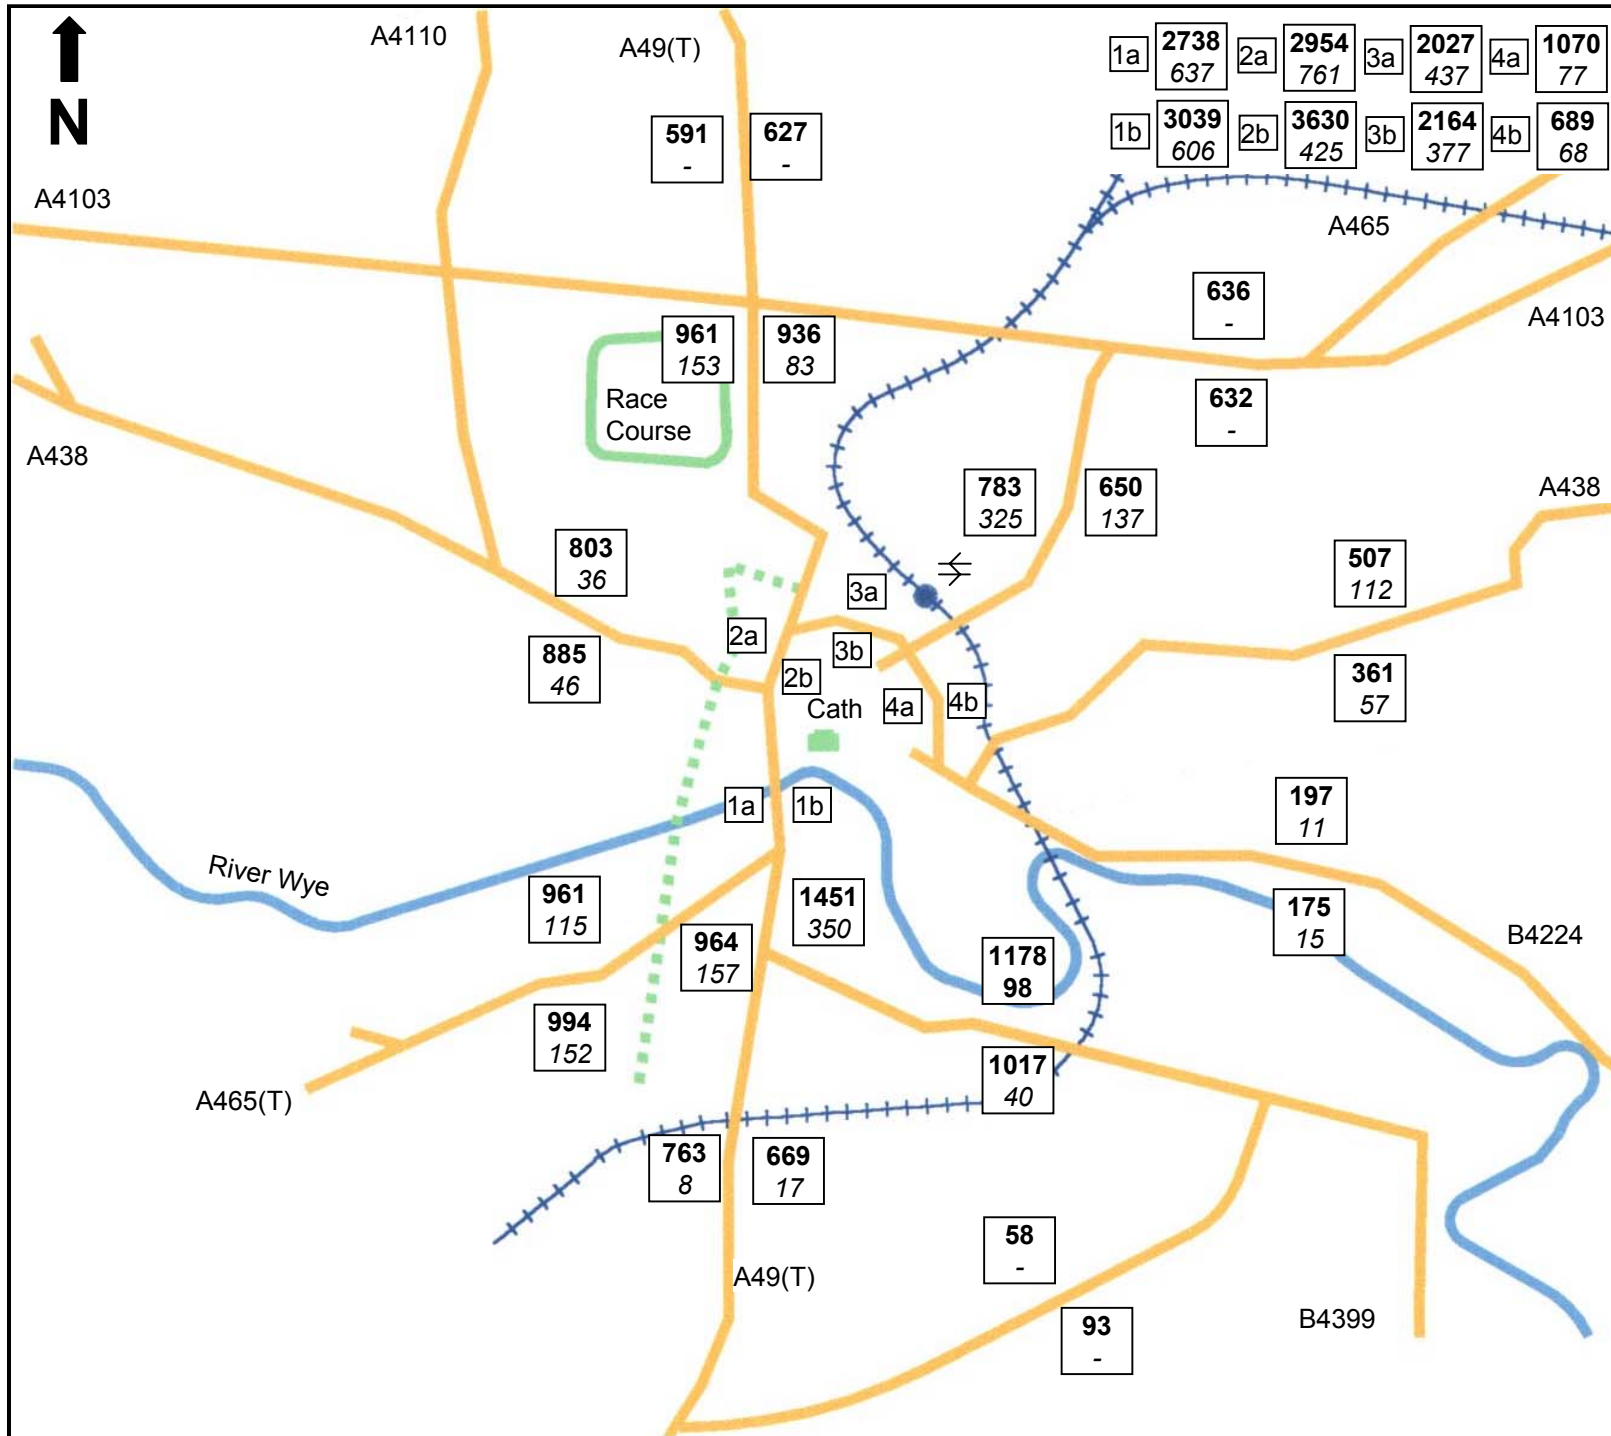 A4110
A49(T)
1a 2738 2a 2954 3a 2027 4a 1070
637 761 437 77
1b 3039 2b 3630 3b 2164 4b 689
606 425 377 68
N
591 627
- -
A4103
A465
636
-
A4103
961 936
153 83
Race
Course
632
-
A438
783 650
325 137
A438
803
36
507
112
3a
2a
3b
885
46
2b
361
57
4a 4b
Cath
1a 1b
197
11
River Wye
961
115
1451
350
964
157
175
15
B4224
1178
98
994
152
1017
40
A465(T)
763 669
8 17
58
-
A49(T)
93
-
B4399